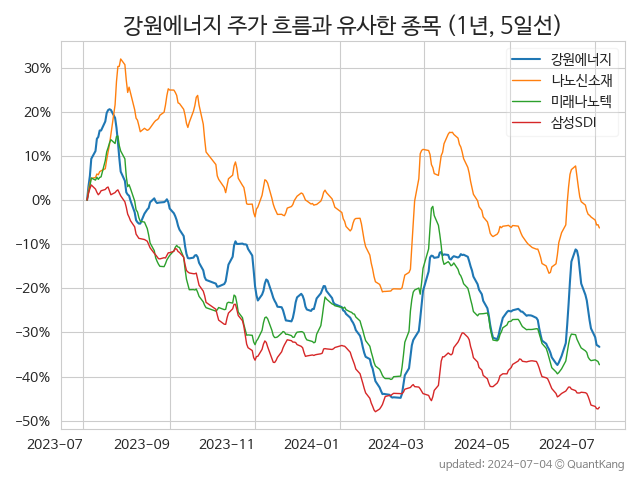 강원에너지 주가 흐름과 유사한 종목 (1년, 5일선)
강원에너지
나노신소재
미래나노텍
삼성SDI
30%
20%
10%
0%
−10%
−20%
−30%
−40%
−50%
2023-07 2023-09 2023-11 2024-01 2024-03 2024-05 2024-07
updated: 2024-07-04 © QuantKang